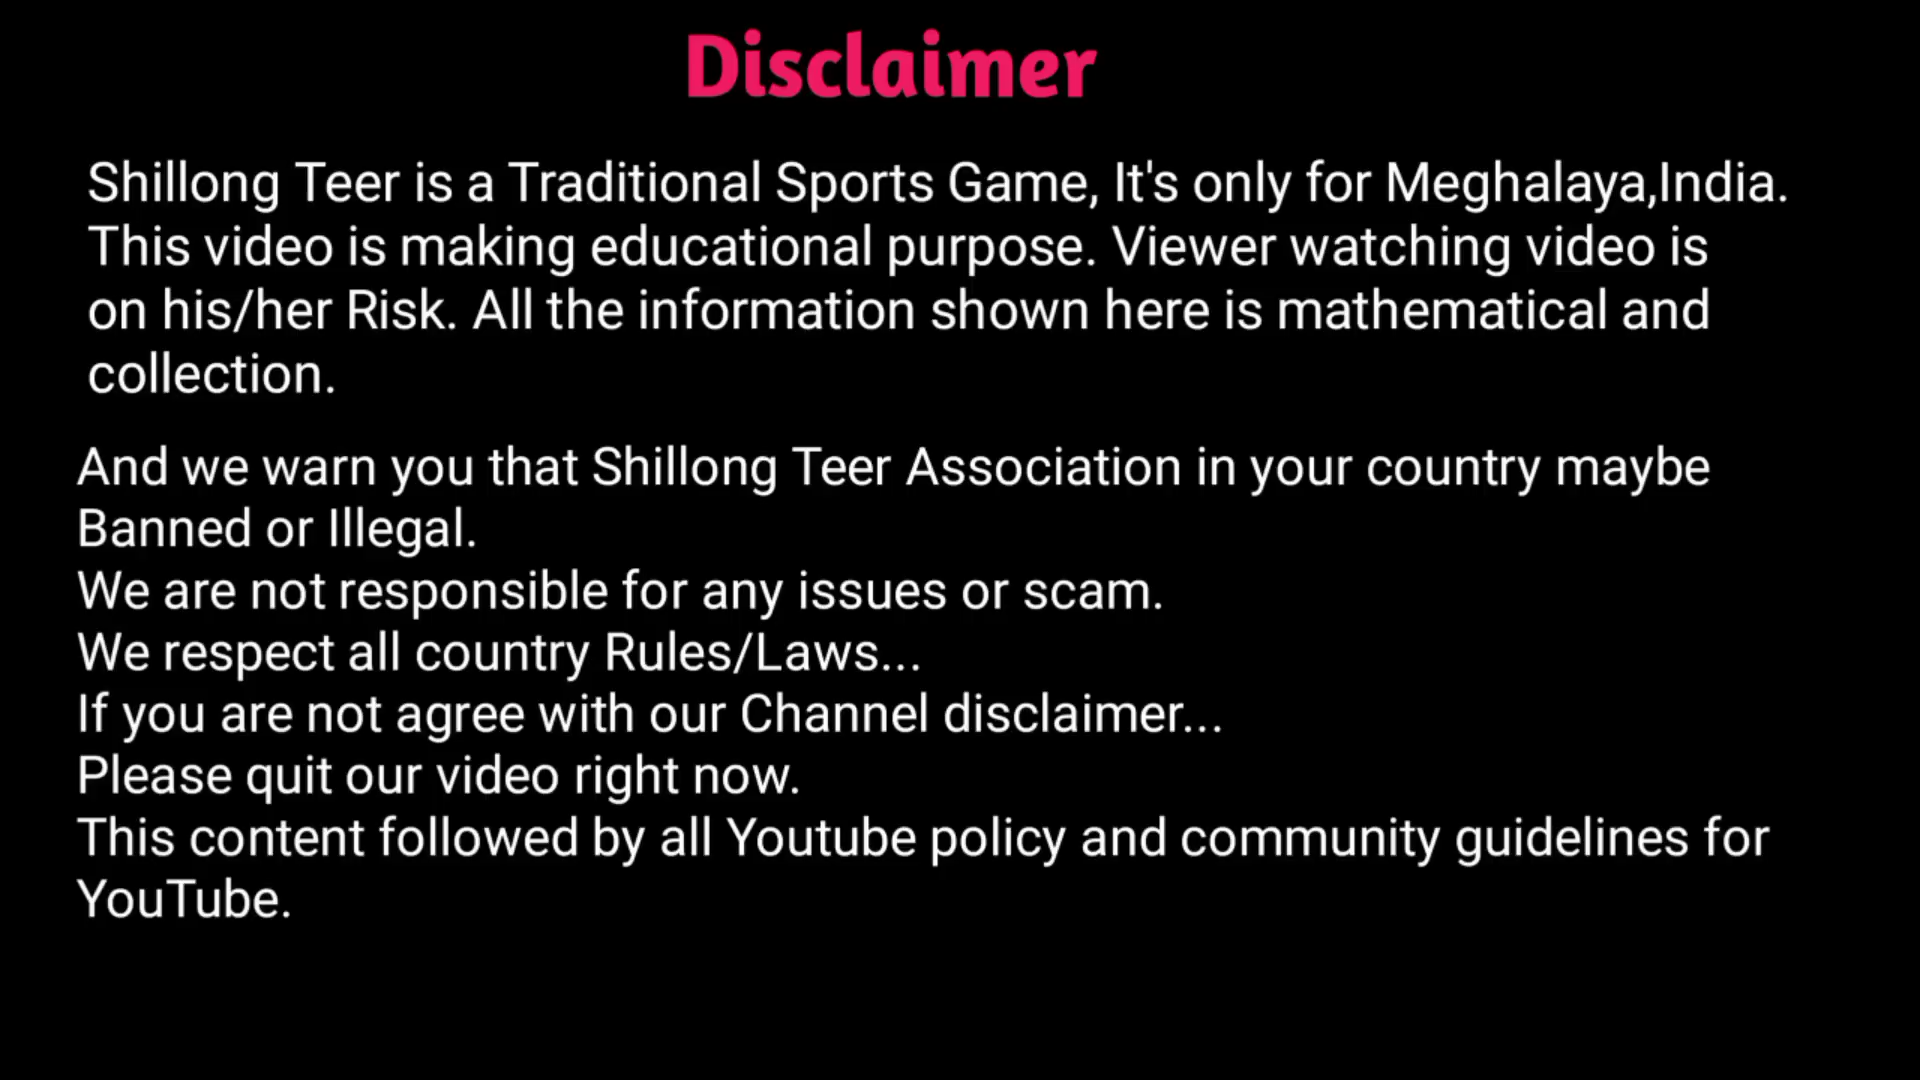 Disclaimer
Shillong Teer is a Traditional Sports Game, It's only for Meghalaya,India.
This video is making educational purpose. Viewer watching video is
on his/her Risk. All the information shown here is mathematical and
collection.
And we warn you that Shillong Teer Association in your country maybe
Banned or Illegal.
We are not responsible for any issues or scam.
We respect all country Rules/Laws...
If you are not agree with our Channel disclaimer...
Please quit our video right now.
This content followed by all Youtube policy and community guidelines for
YouTube.